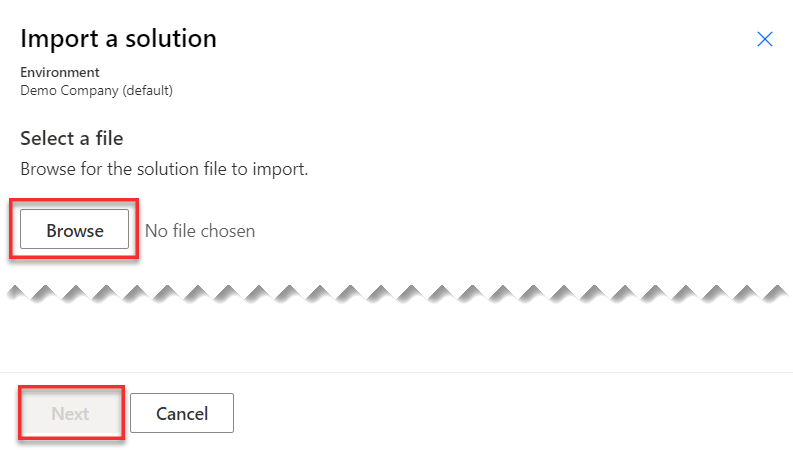 Import a solution
Environment
Demo Company (default)
Select a file
Browse for the solution file to import.
Browse No file chosen
Next Cancel